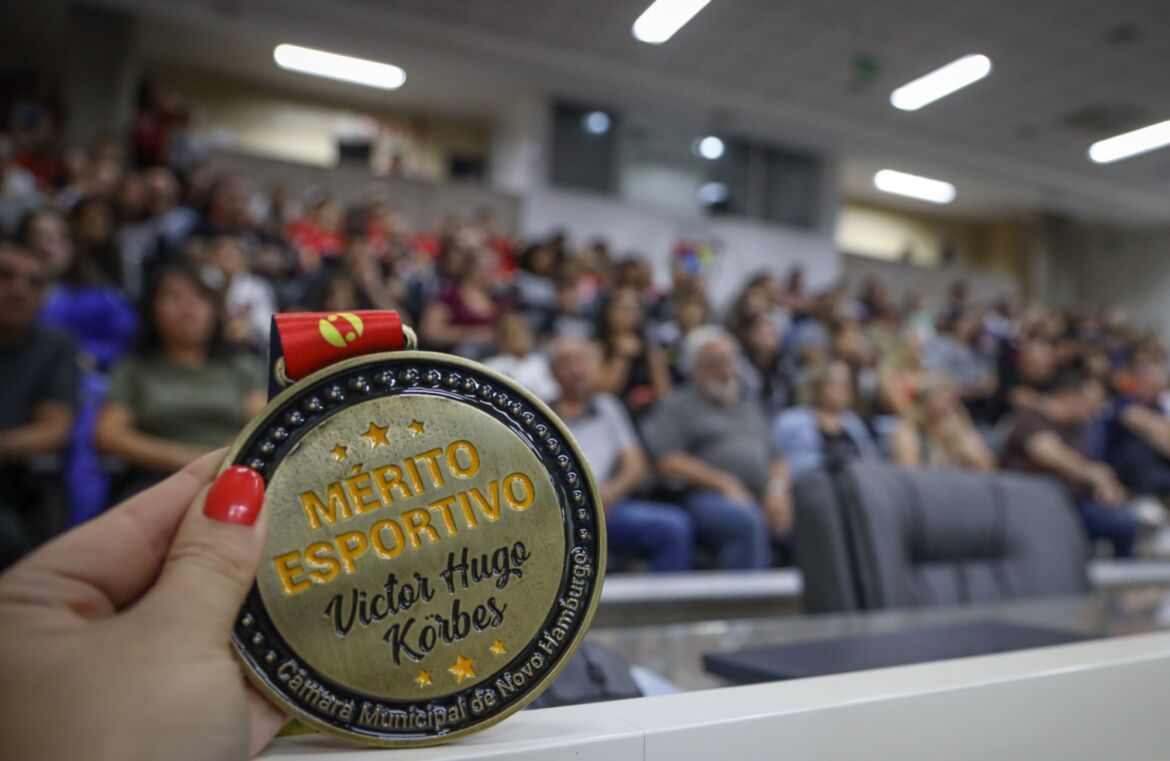 MÉRITO
ESPORTIVO
Victor Hugo
Körbes
Câmara Municipal de Novo Hamburgo